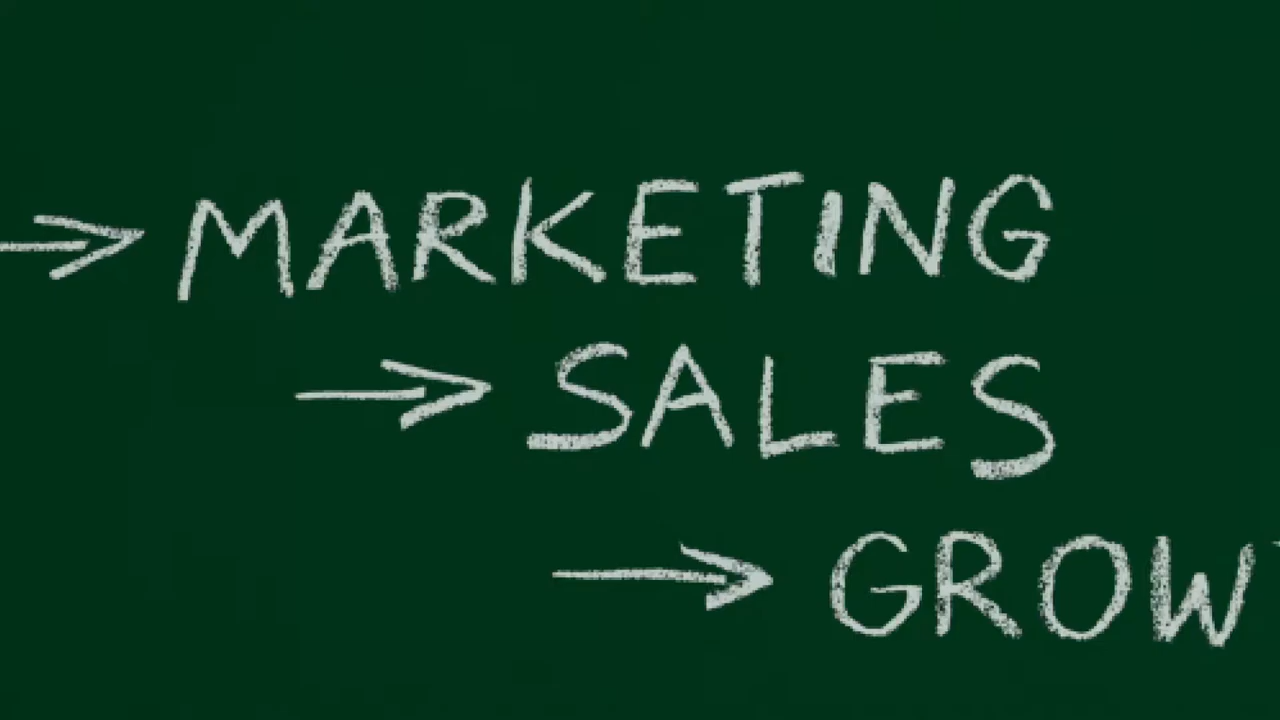 → MARKETING
→ SALES
→ GROW